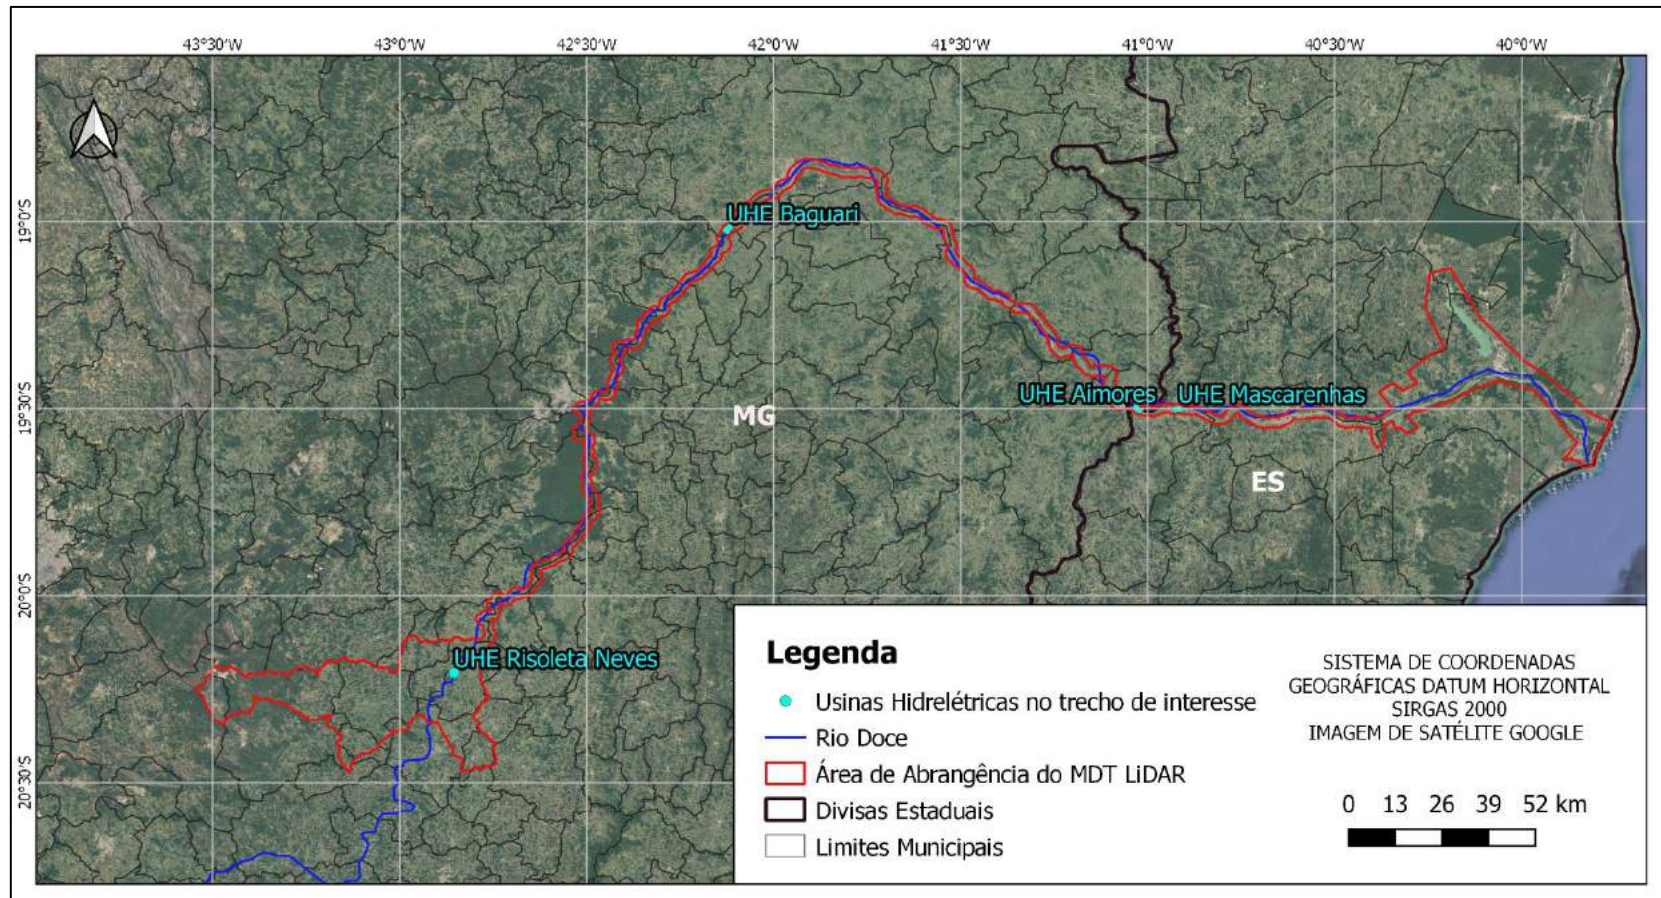 43°30'W
43°0'W
42°30'W
42°0'W
41°30'W
41°0'W
40°30'W
40°0'W
19°0'S
19°30'S
20°0'S
20°30'S
UHE Baguari
UHE Aimores
UHE Mascarenhas
MG
ES
UHE Risoleta Neves
Legenda
Usinas Hidrelétricas no trecho de interesse
Rio Doce
Área de Abrangência do MDT LiDAR
Divisas Estaduais
Limites Municipais
SISTEMA DE COORDENADAS
GEOGRÁFICAS DATUM HORIZONTAL
SIRGAS 2000
IMAGEM DE SATÉLITE GOOGLE
0 13 26 39 52 km